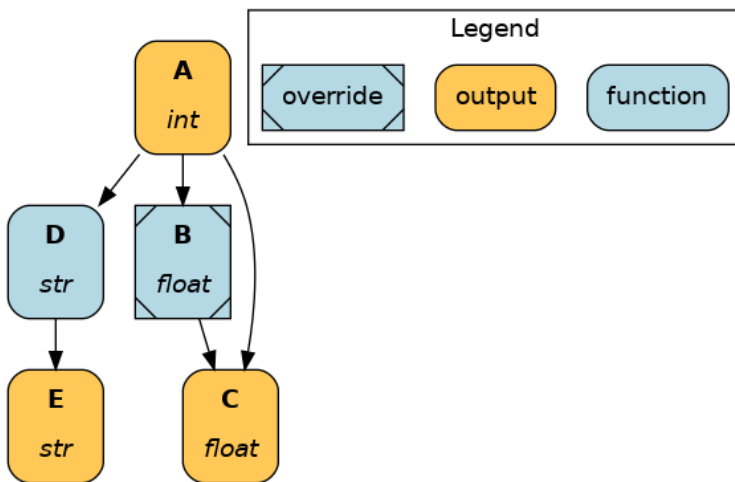 Legend
override
output
function
A
int
D
str
B
float
E
str
C
float